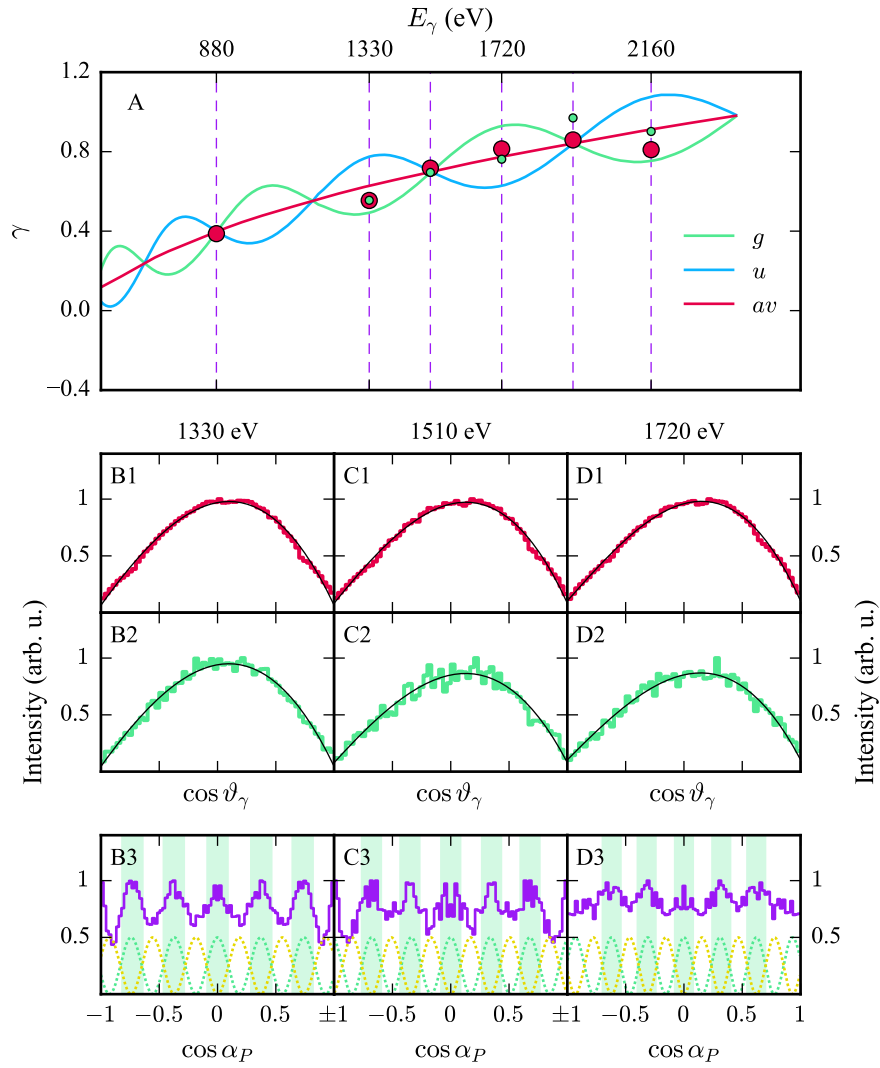 E_γ (eV)
880 1330 1720 2160
1.2
A
0.8
γ
0.4
g
u
0.0
av
−0.4
1330 eV 1510 eV 1720 eV
B1 C1 D1
1 1
0.5 0.5
B2 C2 D2
1 1
0.5 0.5
Intensity (arb. u.) Intensity (arb. u.)
cos ϑ_γ cos ϑ_γ cos ϑ_γ
B3 C3 D3
1 1
0.5 0.5
−1 −0.5 0 0.5 ±1 −0.5 0 0.5 ±1 −0.5 0 0.5 1
cos α_P cos α_P cos α_P